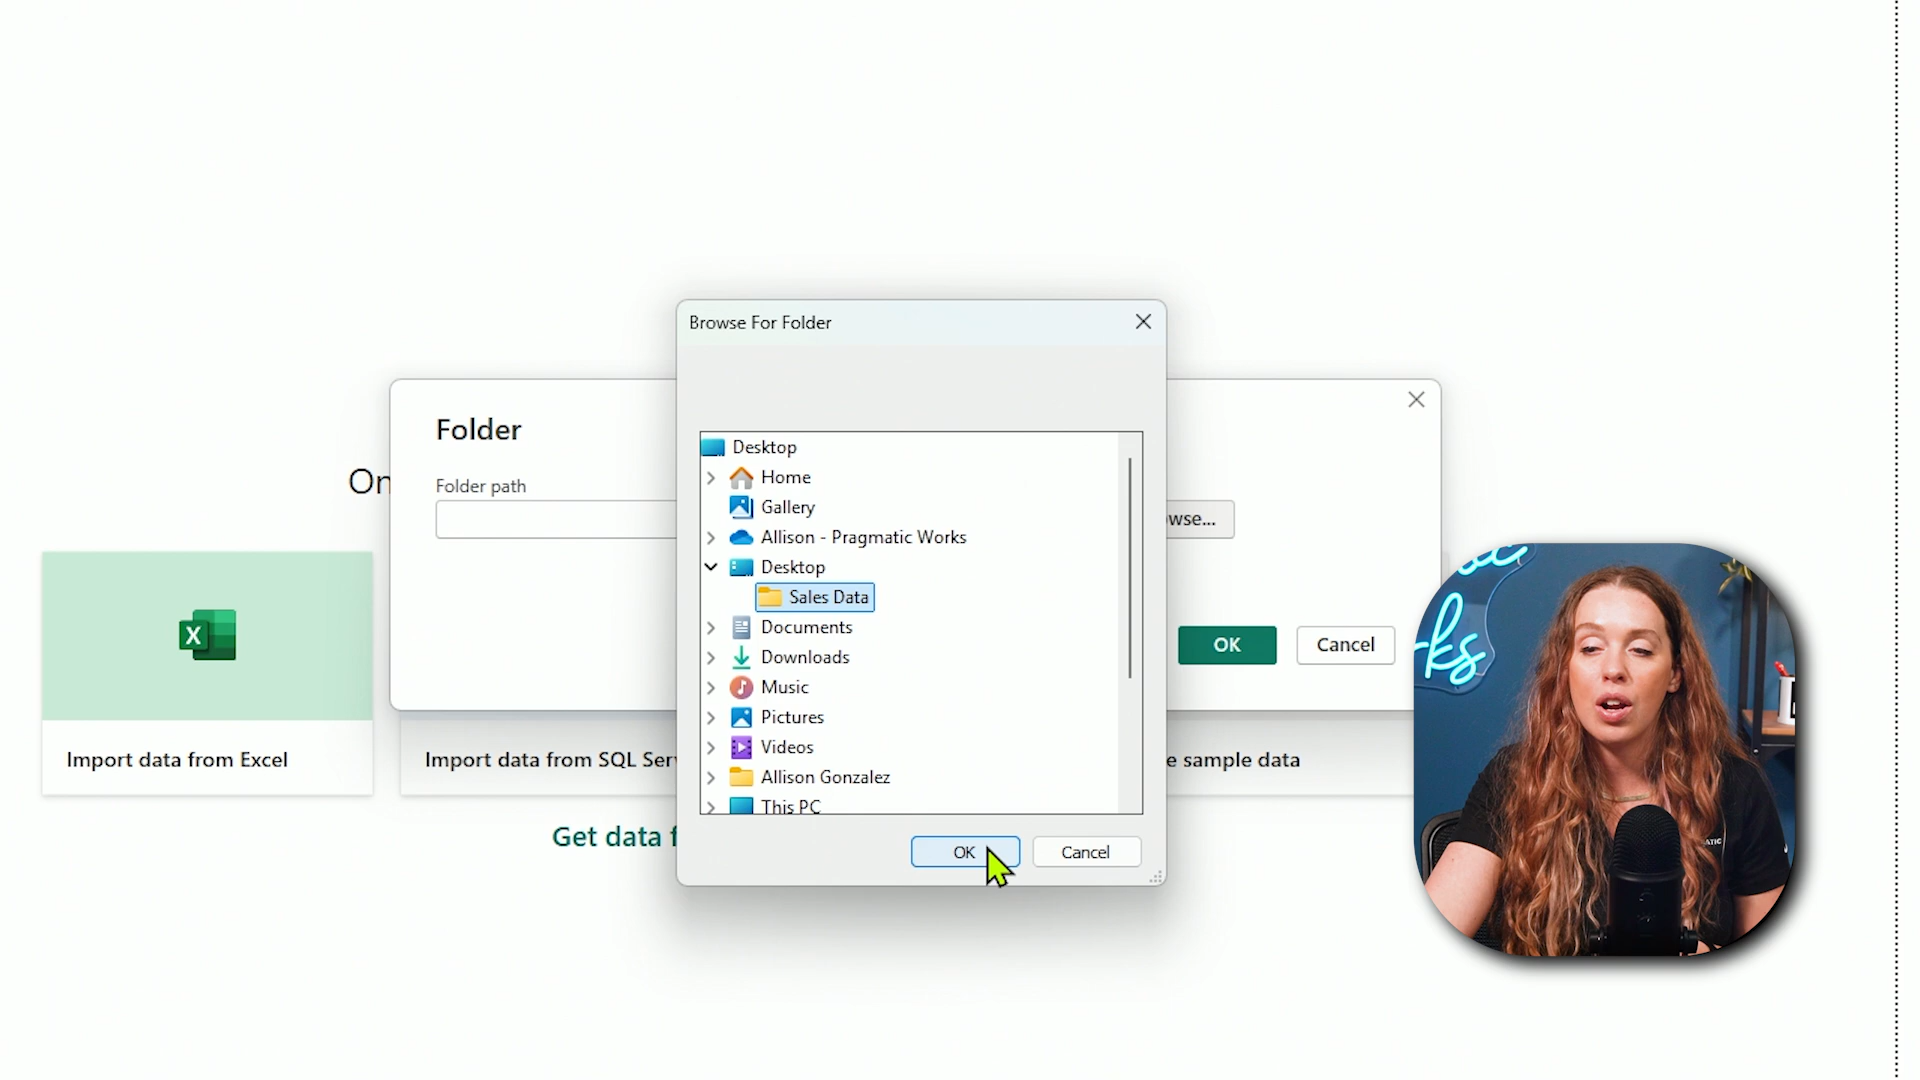 Browse For Folder
Folder
On
Folder path
wse...
OK
Cancel
Desktop
Home
Gallery
Allison - Pragmatic Works
Desktop
Sales Data
Documents
Downloads
Music
Pictures
Videos
Allison Gonzalez
This PC
OK
Cancel
X
Import data from Excel
Import data from SQL Ser
e sample data
Get data f
rks